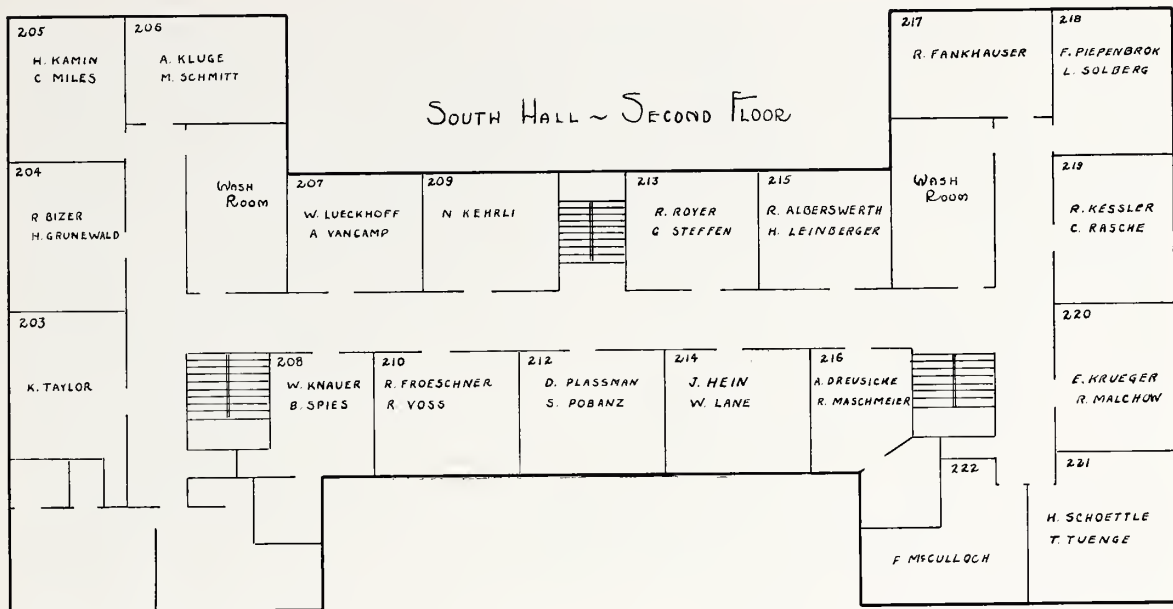 SOUTH HALL ~ SECOND FLOOR
205
H. KAMIN
C MILES
206
A. KLUGE
M. SCHMITT
217
R. FANKHAUSER
218
F. PIEPENBROK
L. SOLBERG
204
R BIZER
H. GRUNEWALD
WASH
ROOM
207
W. LUECKHOFF
A VANCAMP
209
N KEHRLI
213
R. ROYER
G STEFFEN
215
R. ALBERSWERTH
H. LEINBERGER
WASH
ROOM
219
R. KESSLER
C. RASCHE
203
K. TAYLOR
208
W. KNAUER
B. SPIES
210
R. FROESCHNER
R VOSS
212
D. PLASSMAN
S. POBANZ
214
J. HEIN
W. LANE
216
A. DREUSICKE
R. MASCHMEIER
220
E. KRUEGER
R. MALCHOW
222
F MCCULLOCH
221
H. SCHOETTLE
T. TUENGE